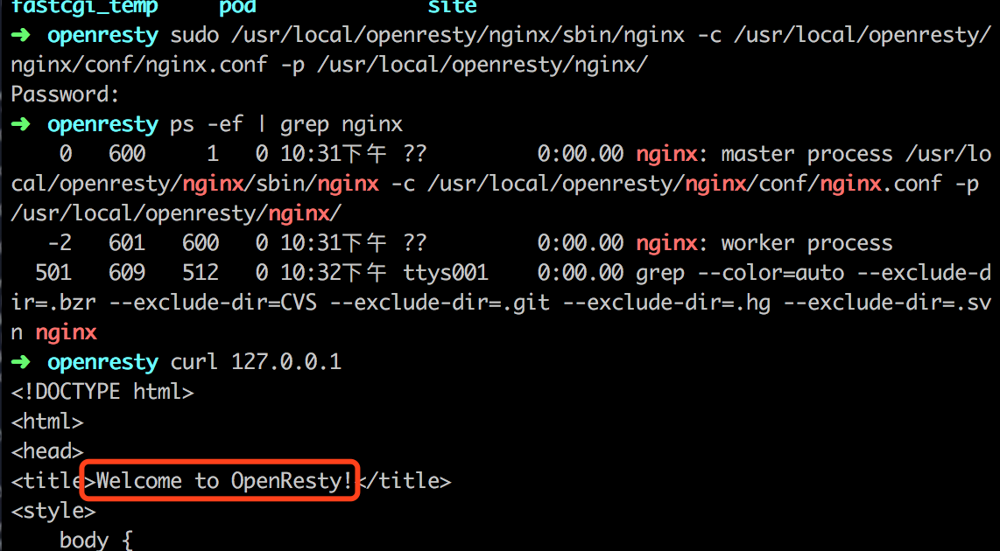 fastcgi_temp pod site
➜ openresty sudo /usr/local/openresty/nginx/sbin/nginx -c /usr/local/openresty/
nginx/conf/nginx.conf -p /usr/local/openresty/nginx/
Password:
➜ openresty ps -ef | grep nginx
0 600 1 0 10:31下午 ?? 0:00.00 nginx: master process /usr/lo
cal/openresty/nginx/sbin/nginx -c /usr/local/openresty/nginx/conf/nginx.conf -p
/usr/local/openresty/nginx/
-2 601 600 0 10:31下午 ?? 0:00.00 nginx: worker process
501 609 512 0 10:32下午 ttys001 0:00.00 grep --color=auto --exclude-d
ir=.bzr --exclude-dir=CVS --exclude-dir=.git --exclude-dir=.hg --exclude-dir=.sv
n nginx
➜ openresty curl 127.0.0.1
<!DOCTYPE html>
<html>
<head>
<title>Welcome to OpenResty!</title>
<style>
body {